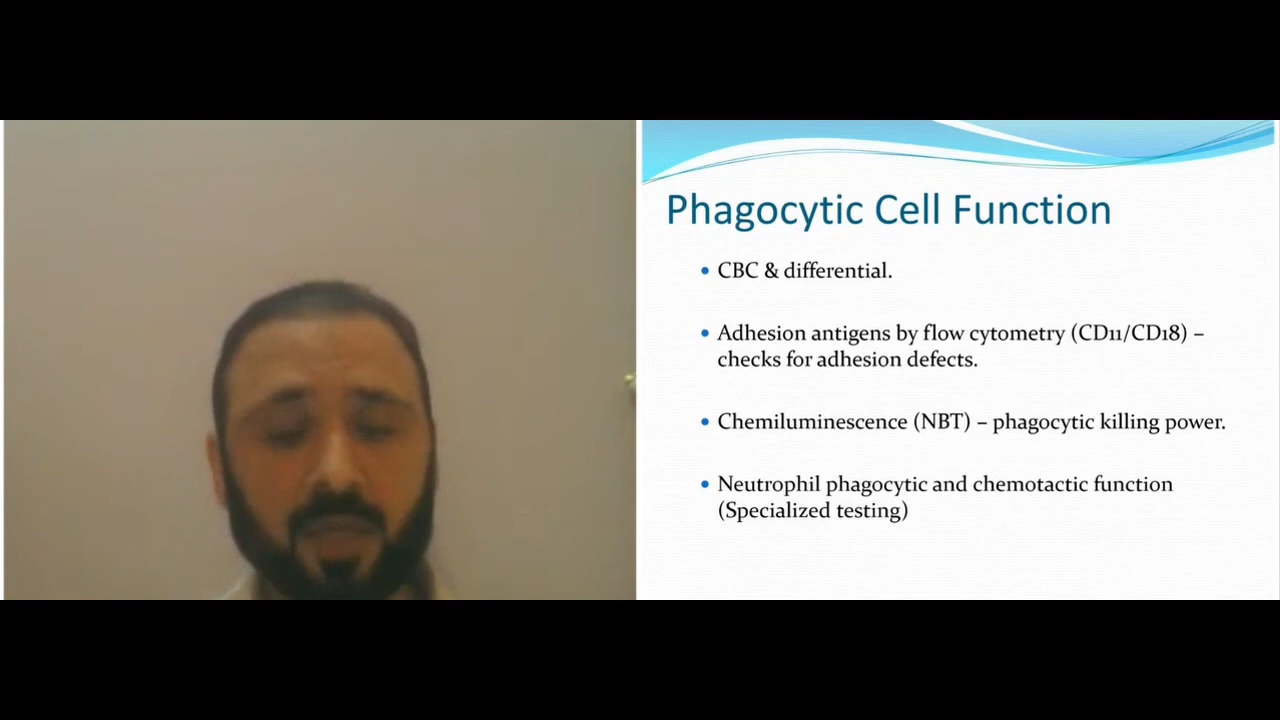 Phagocytic Cell Function
• CBC & differential.
• Adhesion antigens by flow cytometry (CD11/CD18) –
checks for adhesion defects.
• Chemiluminescence (NBT) – phagocytic killing power.
• Neutrophil phagocytic and chemotactic function
(Specialized testing)